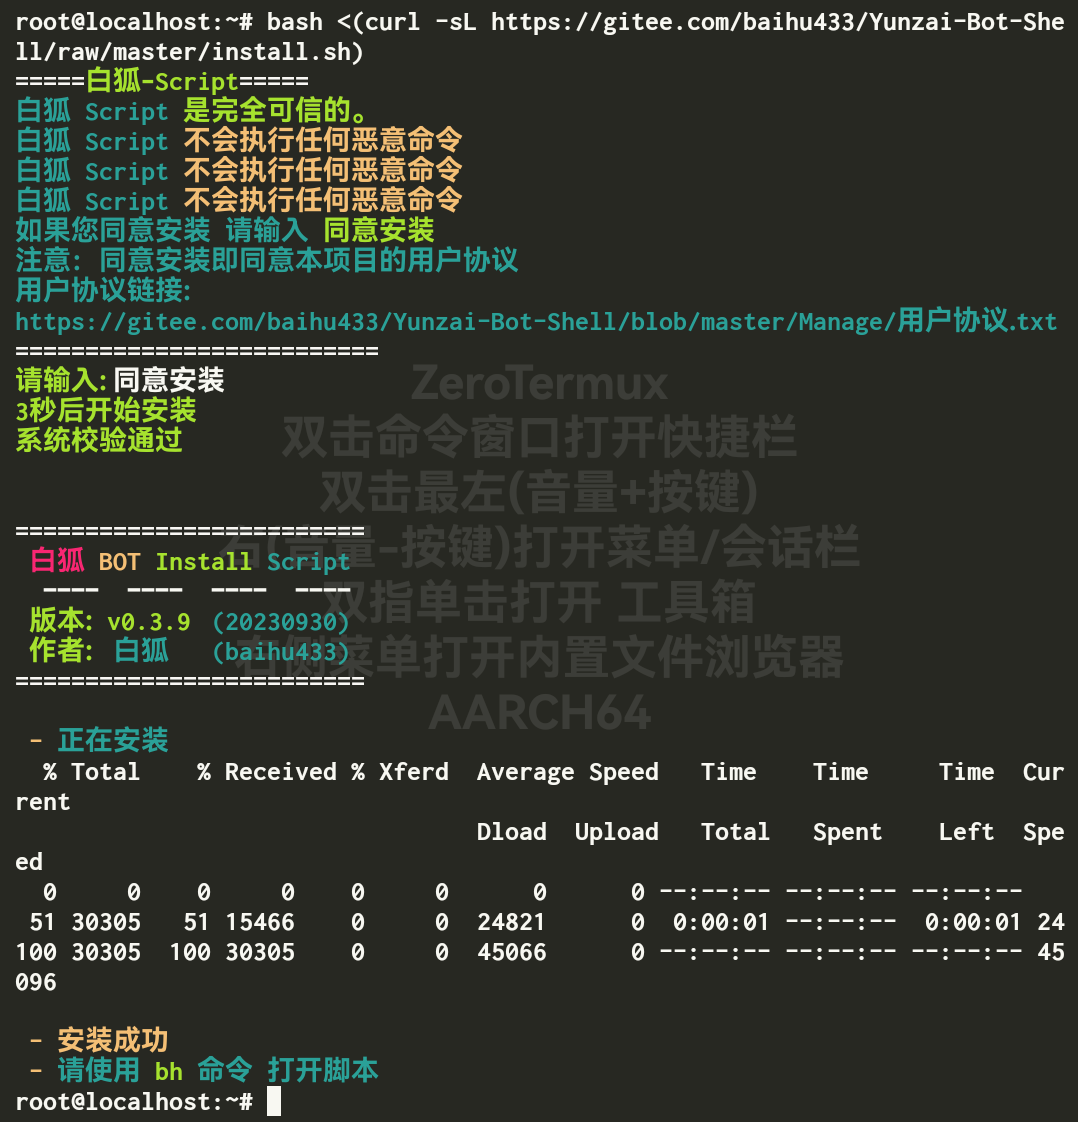 root@localhost:~# bash <(curl -sL https://gitee.com/baihu433/Yunzai-Bot-She
ll/raw/master/install.sh)
=====白狐-Script=====
白狐 Script 是完全可信的。
白狐 Script 不会执行任何恶意命令
白狐 Script 不会执行任何恶意命令
白狐 Script 不会执行任何恶意命令
如果您同意安装 请输入 同意安装
注意: 同意安装即同意本项目的用户协议
用户协议链接:
https://gitee.com/baihu433/Yunzai-Bot-Shell/blob/master/Manage/用户协议.txt
==========================
请输入:同意安装
3秒后开始安装
系统校验通过
ZeroTermux
双击命令窗口打开快捷栏
双击最左(音量+按键)
右(音量-按键)打开菜单/会话栏
双指单击打开 工具箱
右侧菜单打开内置文件浏览器
AARCH64
=========================
白狐 BOT Install Script
---- ---- ---- ----
版本: v0.3.9 (20230930)
作者: 白狐 (baihu433)
=========================
- 正在安装
% Total % Received % Xferd Average Speed Time Time Time Cur
rent
Dload Upload Total Spent Left Spe
ed
0 0 0 0 0 0 0 0 --:--:-- --:--:-- --:--:--
51 30305 51 15466 0 0 24821 0 0:00:01 --:--:-- 0:00:01 24
100 30305 100 30305 0 0 45066 0 --:--:-- --:--:-- --:--:-- 45
096
- 安装成功
- 请使用 bh 命令 打开脚本
root@localhost:~#